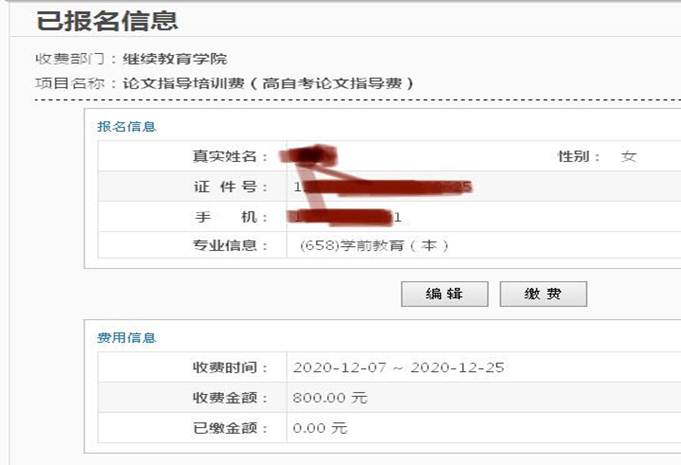 已报名信息
收费部门：继续教育学院
项目名称：论文指导培训费（高自考论文指导费）
报名信息
真实姓名： 性别： 女
证 件 号： 1 25
手 机： 1 1
专业信息： (658)学前教育（本）
编 辑 缴 费
费用信息
收费时间： 2020-12-07 ~ 2020-12-25
收费金额： 800.00 元
已缴金额： 0.00 元